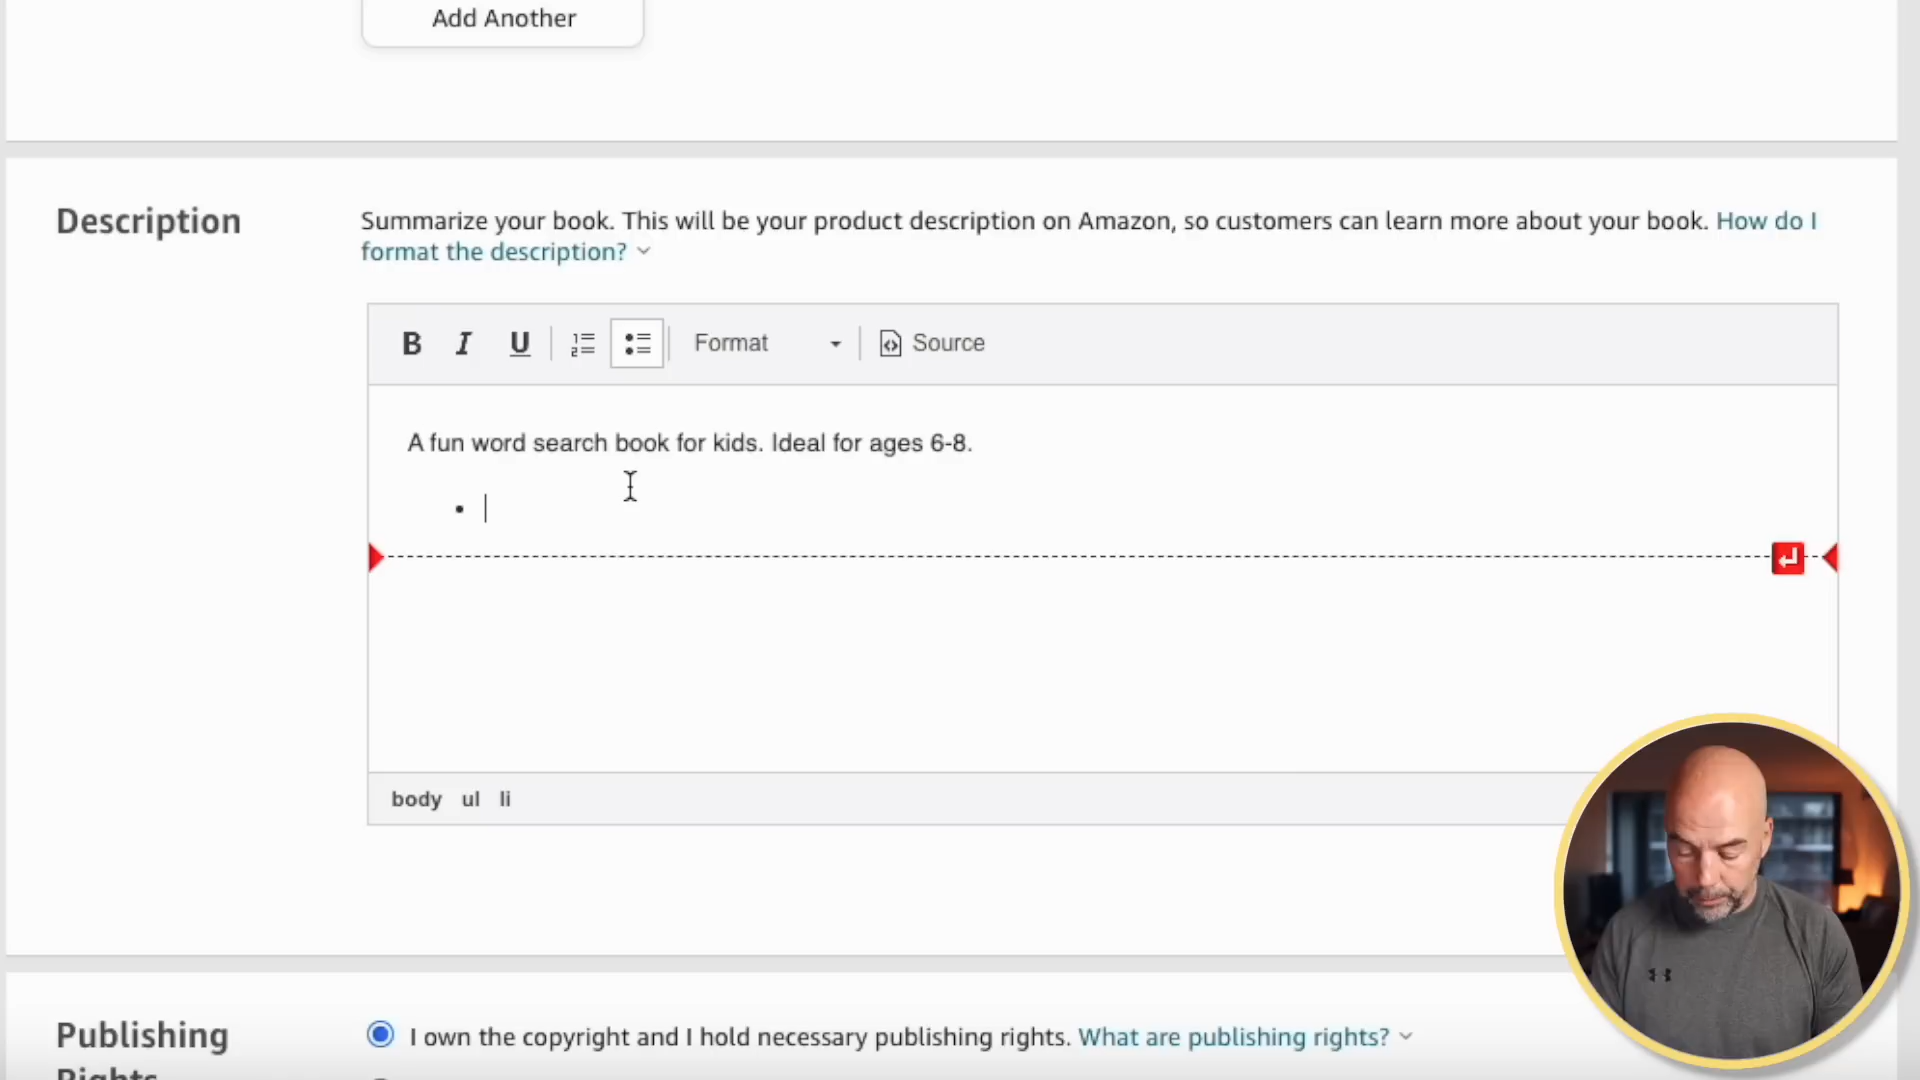 Add Another
Description
Summarize your book. This will be your product description on Amazon, so customers can learn more about your book. How do I
format the description?
B I U Format Source
A fun word search book for kids. Ideal for ages 6-8.
body ul li
Publishing
Rights
I own the copyright and I hold necessary publishing rights. What are publishing rights?